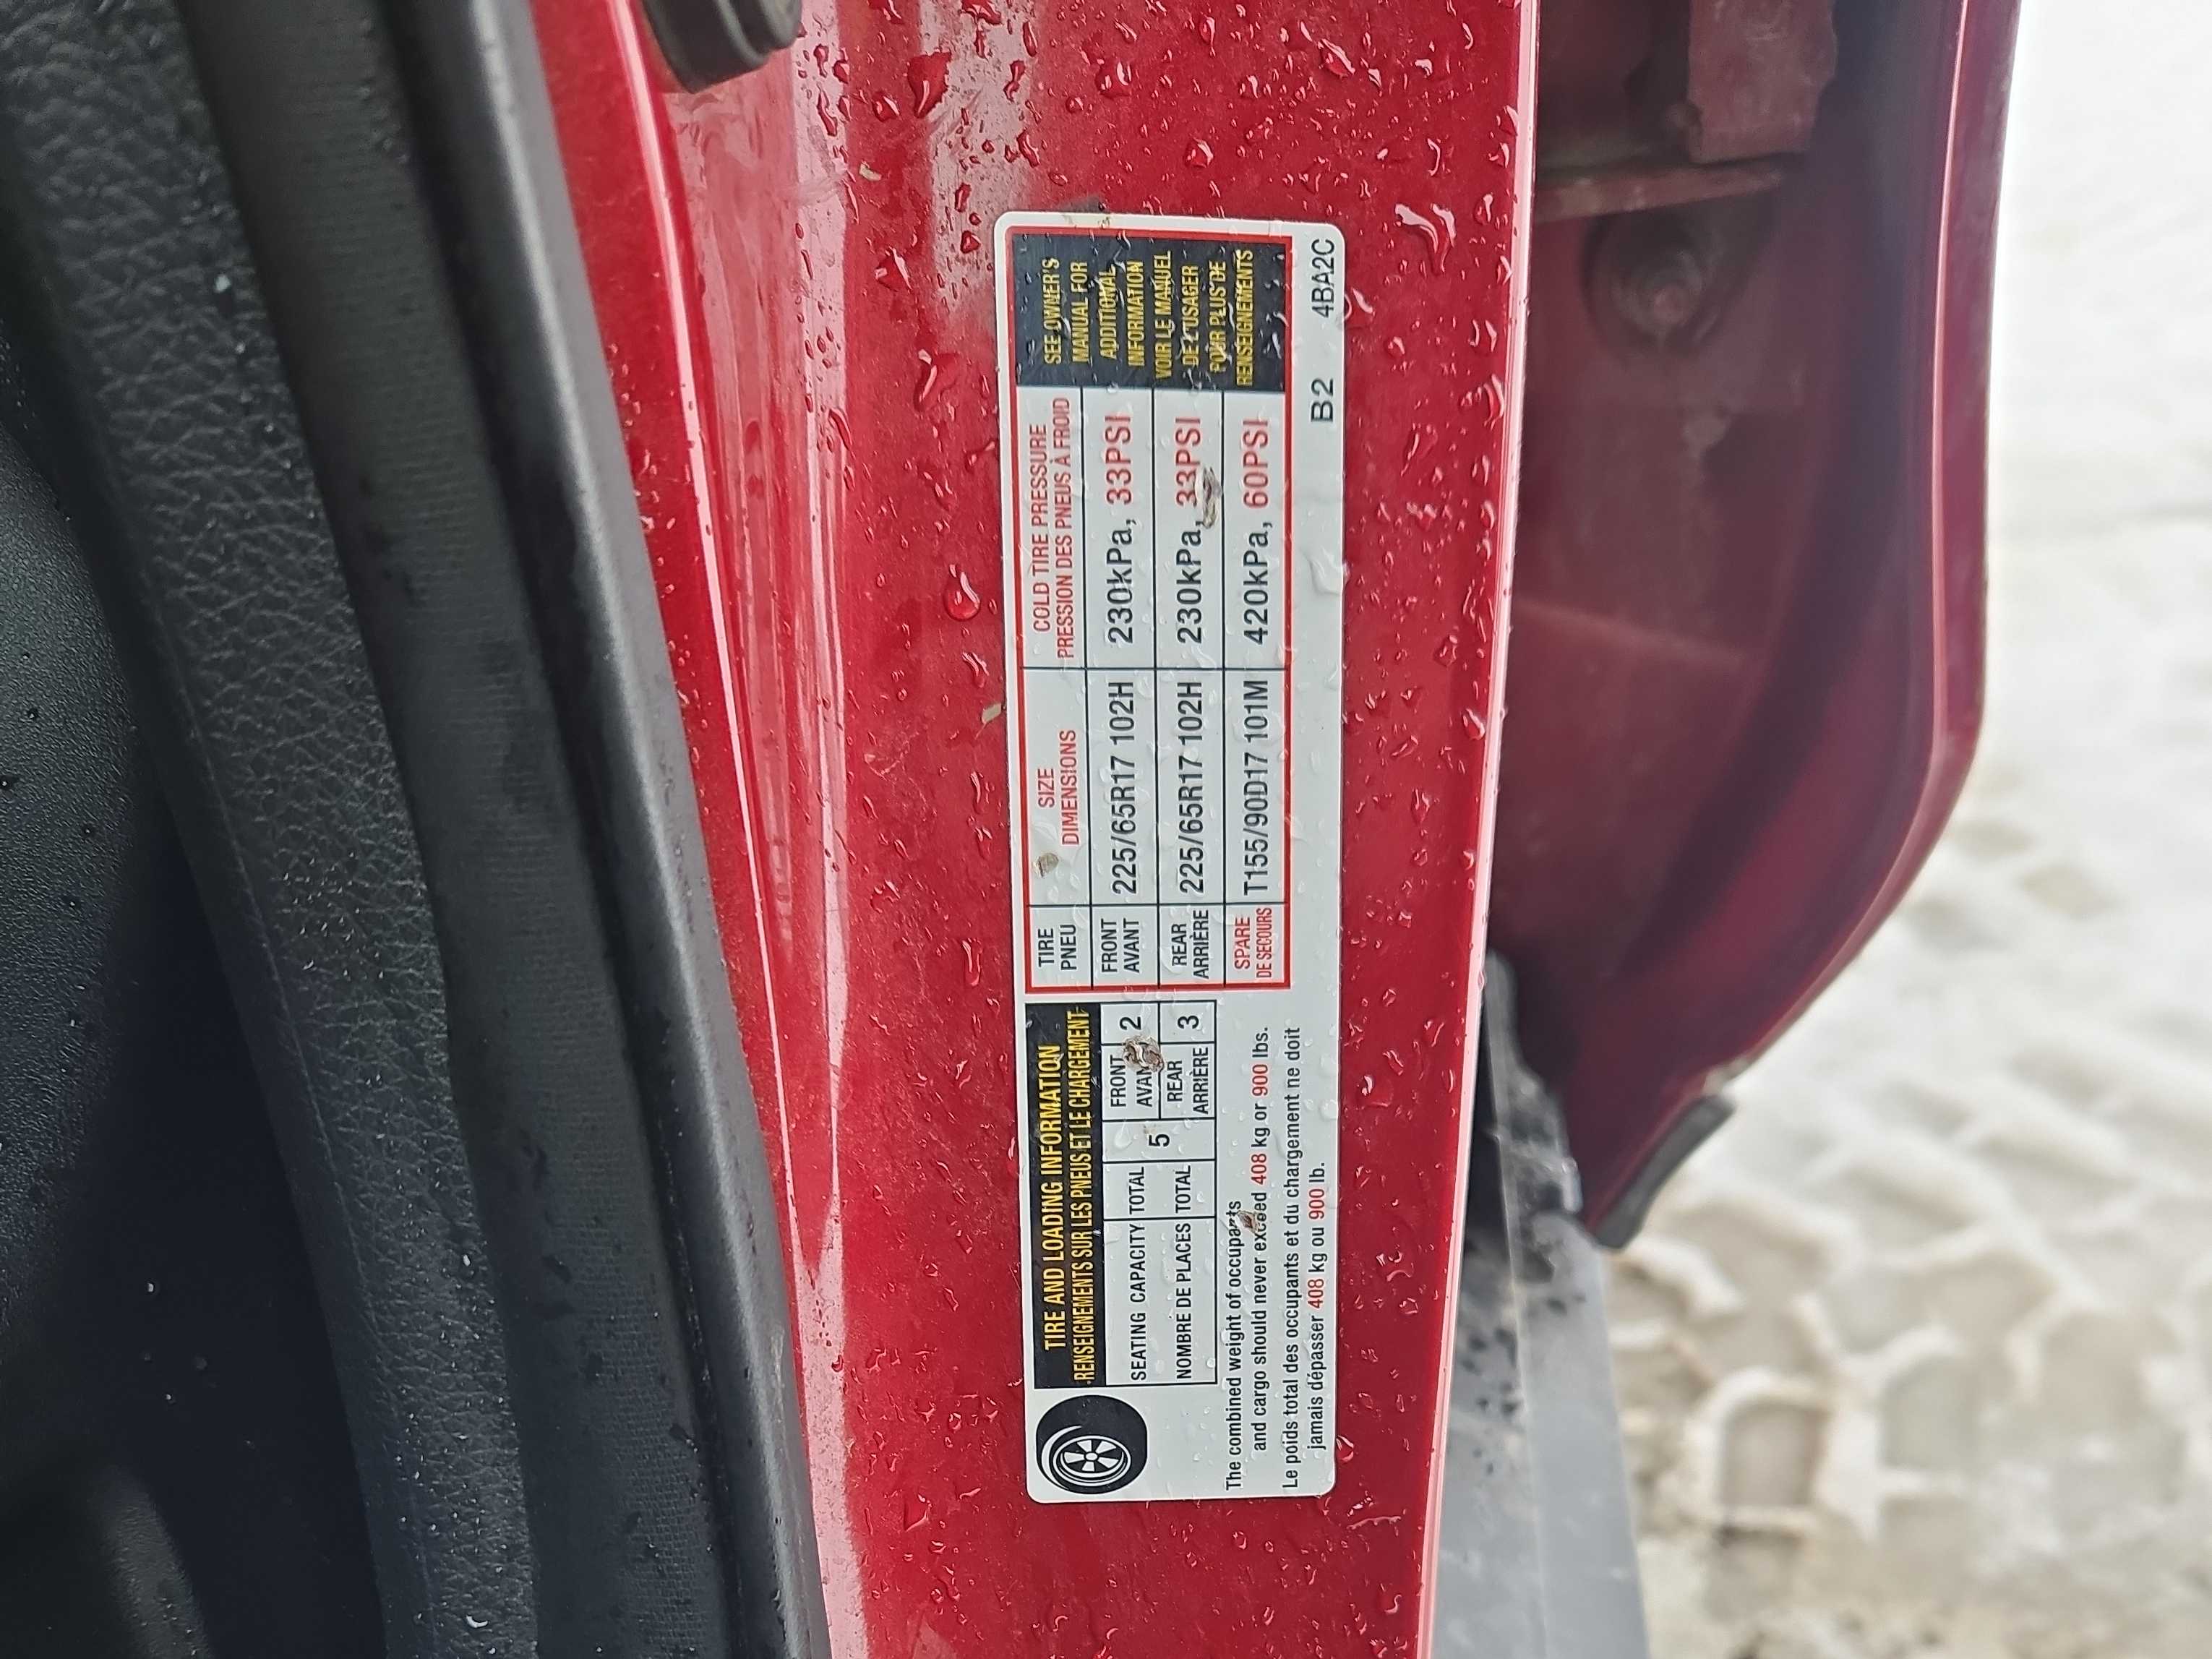 TIRE AND LOADING INFORMATION
RENSEIGNEMENTS SUR LES PNEUS ET LE CHARGEMENT
SEATING CAPACITY TOTAL 5 FRONT AVANT 2
NOMBRE DE PLACES TOTAL REAR ARRIÈRE 3
The combined weight of occupants
and cargo should never exceed 408 kg or 900 lbs.
Le poids total des occupants et du chargement ne doit
jamais dépasser 408 kg ou 900 lb.
TIRE SIZE COLD TIRE PRESSURE
PNEU DIMENSIONS PRESSION DES PNEUS À FROID
FRONT
AVANT 225/65R17 102H 230kPa, 33PSI
REAR
ARRIÈRE 225/65R17 102H 230kPa, 33PSI
SPARE
DE SECOURS T155/90D17 101M 420kPa, 60PSI
SEE OWNER'S
MANUAL FOR
ADDITIONAL
INFORMATION
VOIR LE MANUEL
DE L'USAGER
POUR PLUS DE
RENSEIGNEMENTS
B2 4BA2C